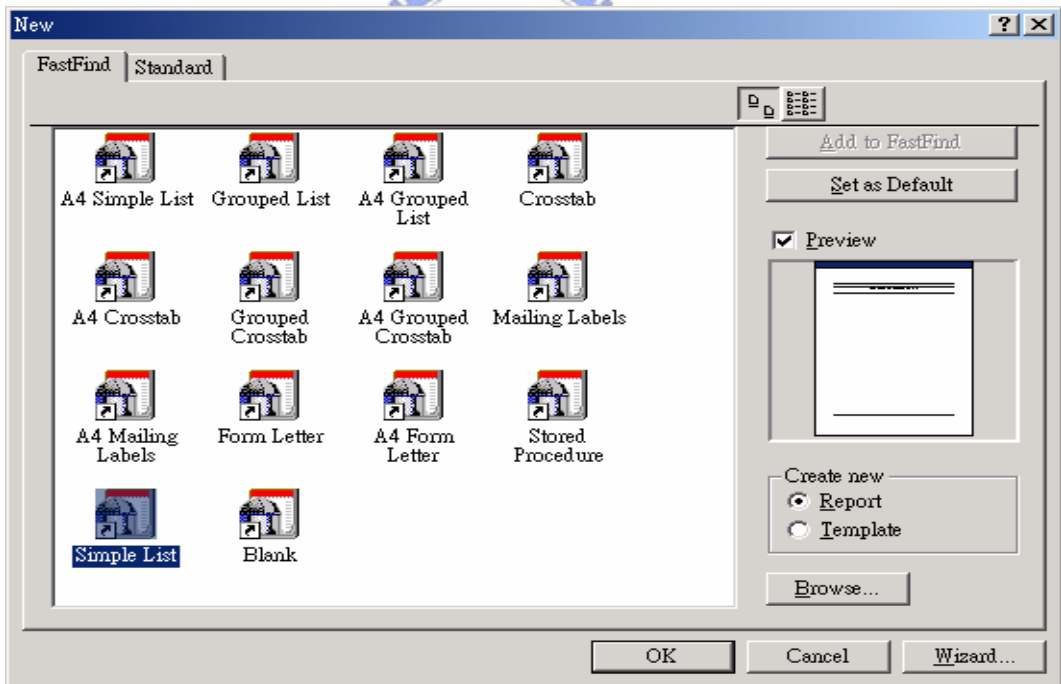 New
FastFind
Standard
Add to FastFind
Set as Default
Preview
A4 Simple List
Grouped List
A4 Grouped
List
Crosstab
A4 Crosstab
Grouped
Crosstab
A4 Grouped
Crosstab
Mailing Labels
A4 Mailing
Labels
Form Letter
A4 Form
Letter
Stored
Procedure
Simple List
Blank
Create new
Report
Template
Browse...
OK
Cancel
Wizard...